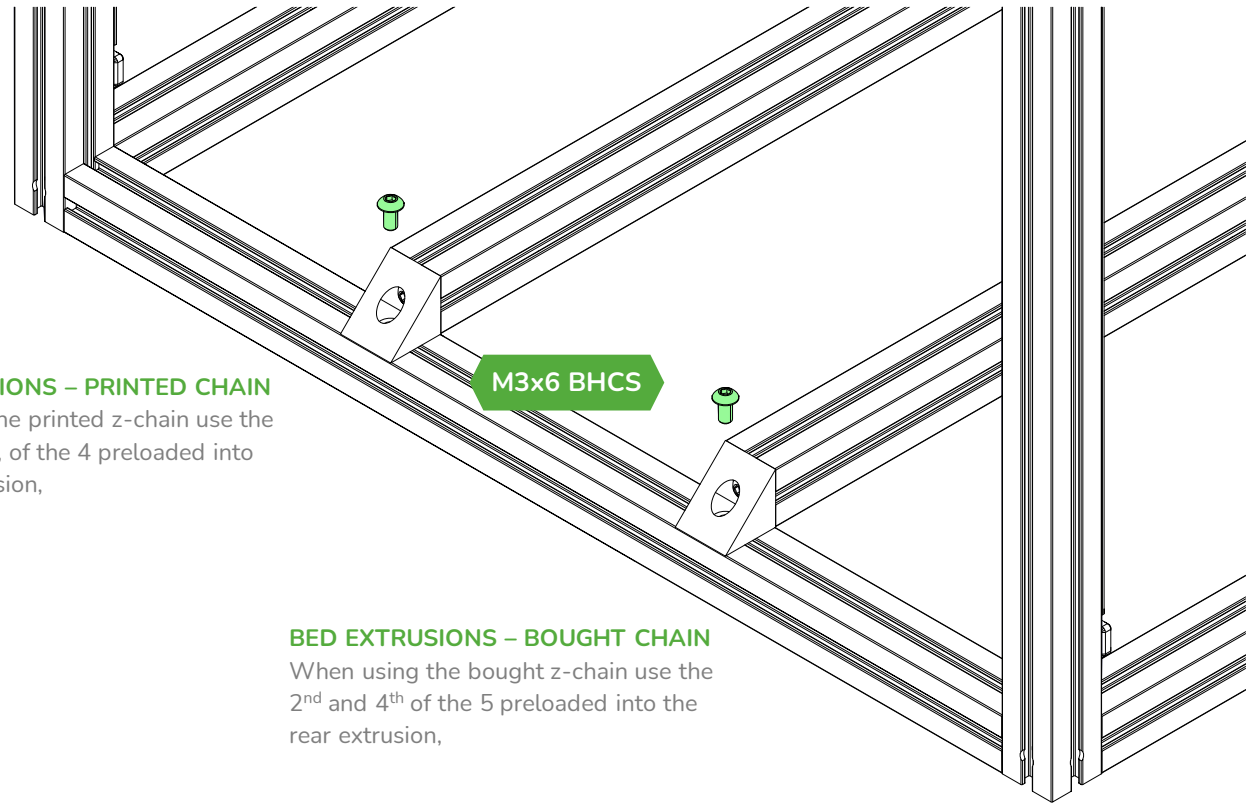 IONS – PRINTED CHAIN
he printed z-chain use the
, of the 4 preloaded into
sion,
M3x6 BHCS
BED EXTRUSIONS – BOUGHT CHAIN
When using the bought z-chain use the
2nd and 4th of the 5 preloaded into the
rear extrusion,